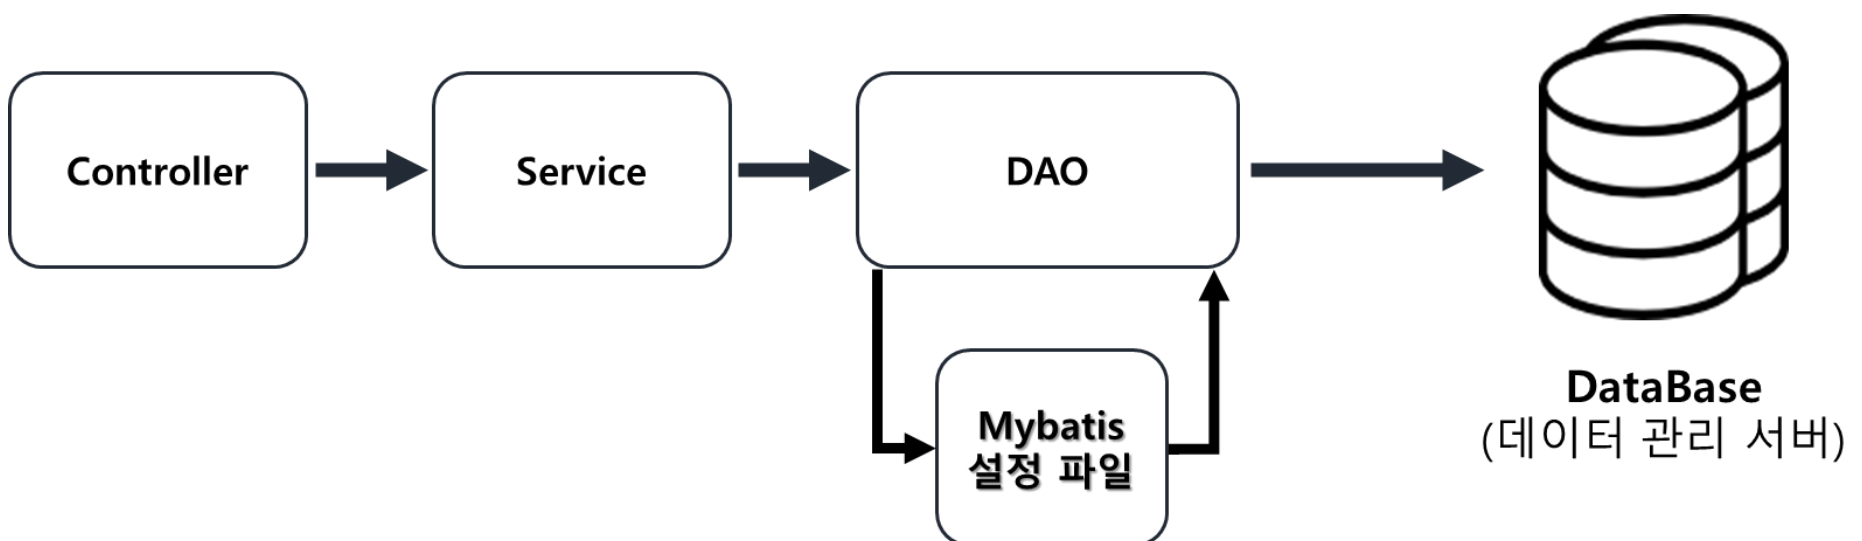 Controller
Service
DAO
Mybatis
설정 파일
DataBase
(데이터 관리 서버)